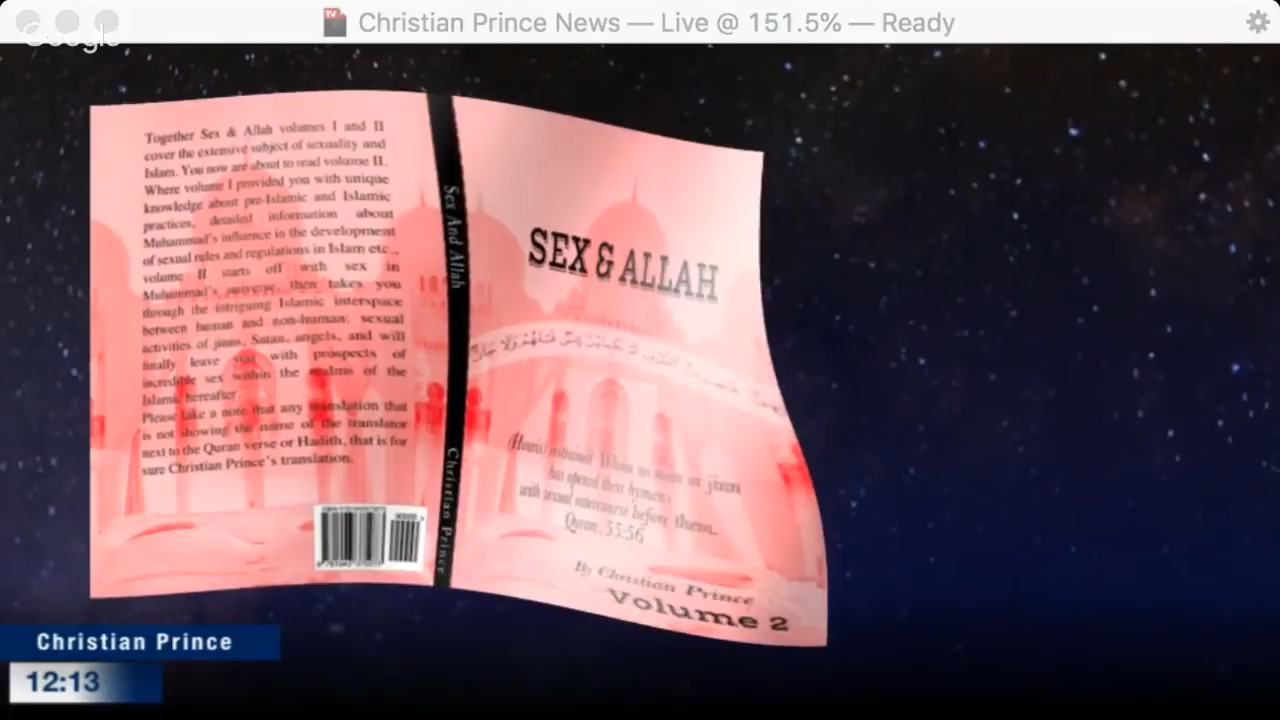 Christian Prince News — Live @ 151.5% — Ready
Google
Together Sex & Allah volumes I and II
cover the extensive subject of sexuality and
Islam. You now are about to read volume II.
Where volume I provided you with unique
knowledge about pre-Islamic and Islamic
practices, detailed information about
Muhammad's influence in the development
of sexual rules and regulations in Islam etc.,
volume II starts off with sex in
Muhammad's universe, then takes you
through the intriguing Islamic interspace
between human and non-human: sexual
activities of jinns, Satan, angels, and will
finally leave you with prospects of
incredible sex within the realms of the
Islamic hereafter
Please take a note that any translation that
is not showing the name of the translator
next to the Quran verse or Hadith, that is for
sure Christian Prince's translation.
Sex And Allah
Christian Prince
SEX & ALLAH
(Houris) restrained Whom no man or jinn
has opened their hymens
with sexual intercourse before them..
Quran, 55:56
By Christian Prince
Volume 2
Christian Prince
12:13